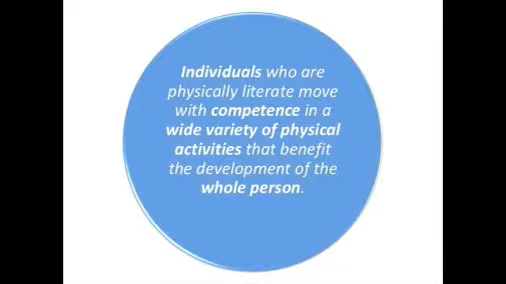 Individuals who are
physically literate move
with competence in a
wide variety of physical
activities that benefit
the development of the
whole person.